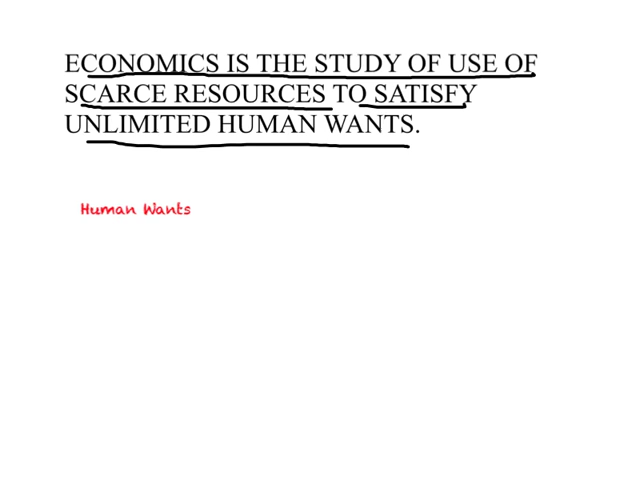 ECONOMICS IS THE STUDY OF USE OF
SCARCE RESOURCES TO SATISFY
UNLIMITED HUMAN WANTS.
Human Wants